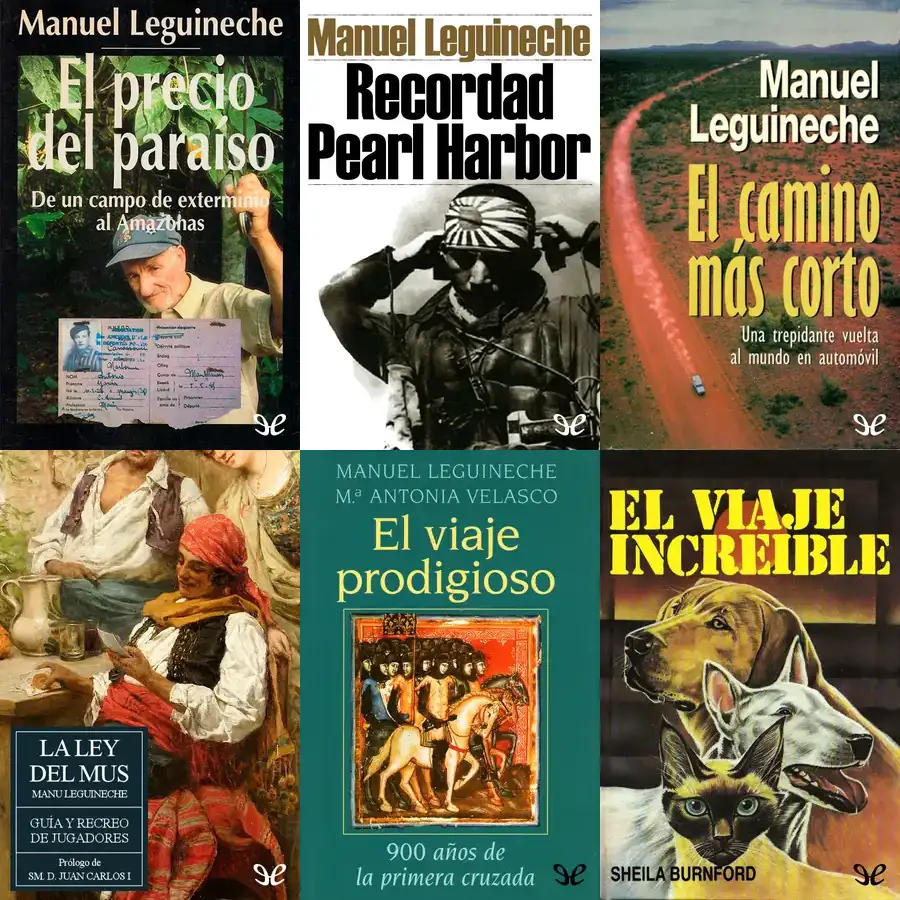 Manuel Leguineche
El precio
del paraíso
De un campo de exterminio
al Amazonas
Manuel Leguineche
Recordad
Pearl Harbor
Manuel
Leguineche
El camino
más corto
Una trepidante vuelta
al mundo en automóvil
LA LEY
DEL MUS
MANU LEGUINECHE
GUÍA Y RECREO
DE JUGADORES
Prólogo de
SM. D. JUAN CARLOS I
MANUEL LEGUINECHE
M.ª ANTONIA VELASCO
El viaje
prodigioso
900 años de
la primera cruzada
EL VIAJE
INCREIBLE
SHEILA BURNFORD